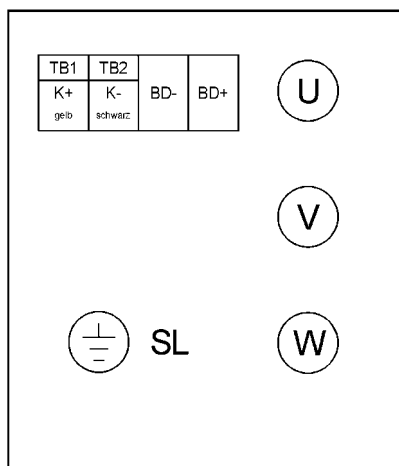 TB1 TB2
K+ K- BD- BD+
gelb schwarz
U
V
SL W